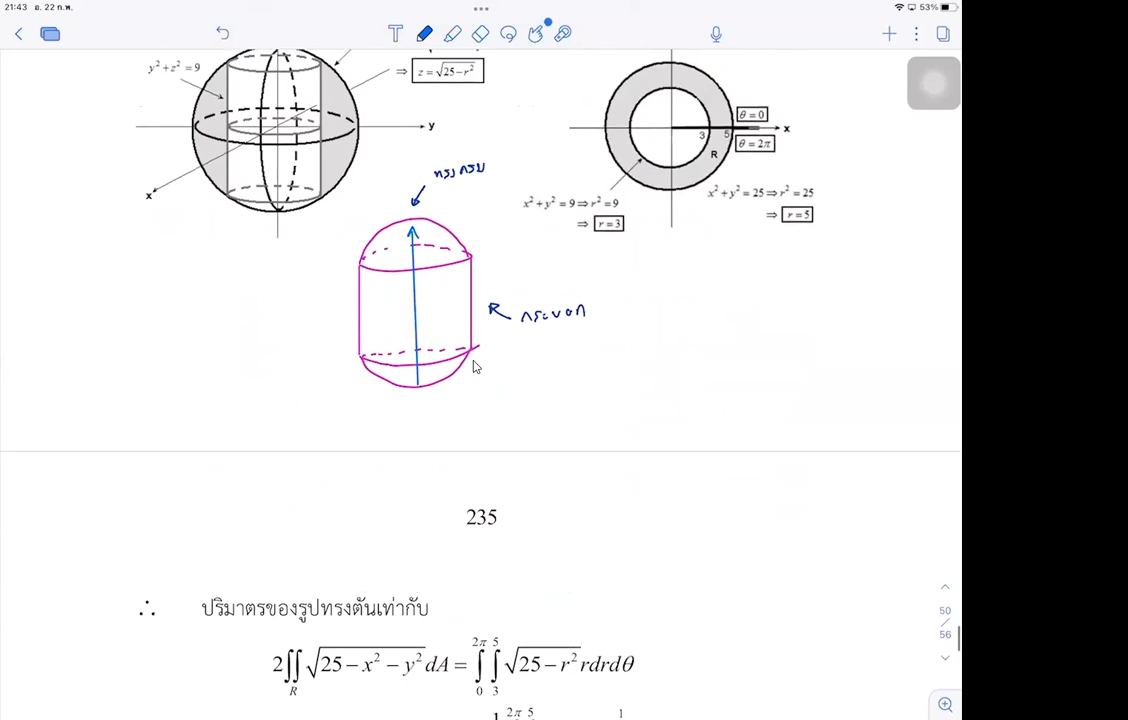 21:43 อ. 22 ก.พ.
53%
T
y² + z² = 9
⇒ z = √25 − r²
y
x
θ = 0
x
3
5
θ = 2π
R
x² + y² = 9 ⇒ r² = 9
⇒ r = 3
x² + y² = 25 ⇒ r² = 25
⇒ r = 5
ทรงกลม
กระบอก
235
∴ ปริมาตรของรูปทรงตันเท่ากับ
2∬_R √25 − x² − y² dA = ∫_0^2π ∫_3^5 √25 − r² rdrdθ
50
/
56